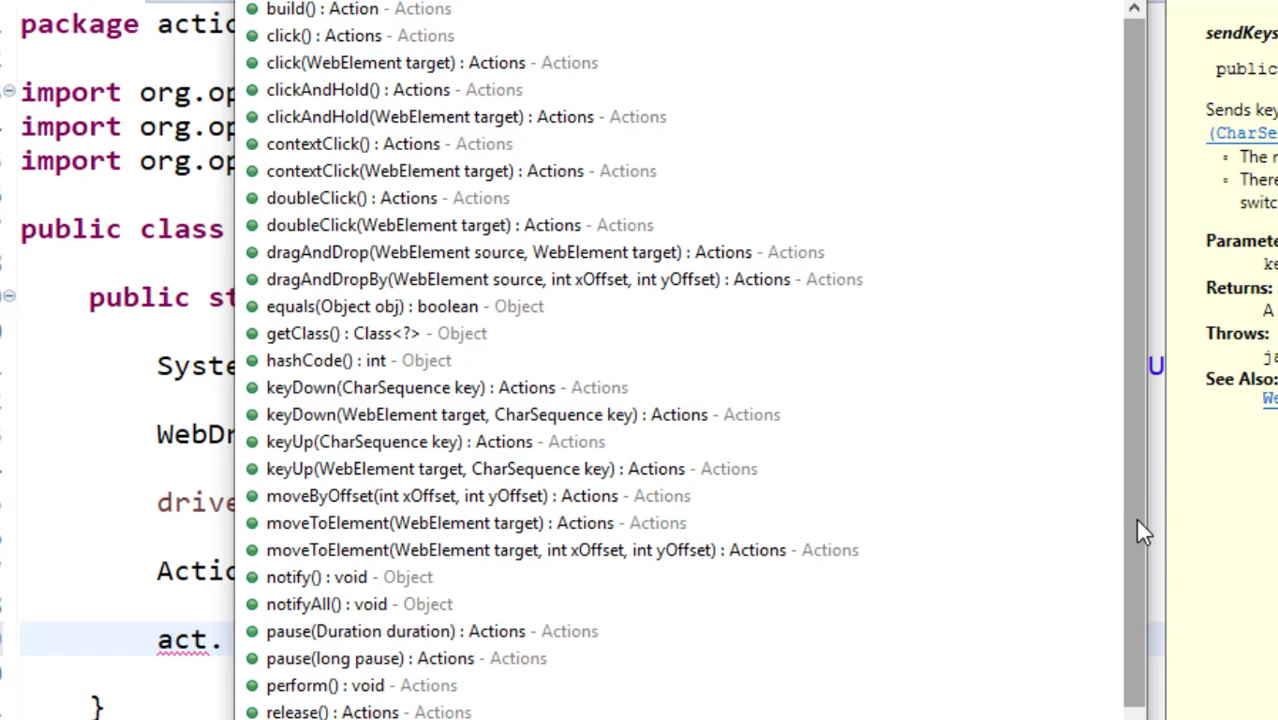 package actic
import org.op
import org.op
import org.op
public class
public st
Syste
WebDr
drive
Actio
act.
}
build() : Action - Actions
click() : Actions - Actions
click(WebElement target) : Actions - Actions
clickAndHold() : Actions - Actions
clickAndHold(WebElement target) : Actions - Actions
contextClick() : Actions - Actions
contextClick(WebElement target) : Actions - Actions
doubleClick() : Actions - Actions
doubleClick(WebElement target) : Actions - Actions
dragAndDrop(WebElement source, WebElement target) : Actions - Actions
dragAndDropBy(WebElement source, int xOffset, int yOffset) : Actions - Actions
equals(Object obj) : boolean - Object
getClass() : Class<?> - Object
hashCode() : int - Object
keyDown(CharSequence key) : Actions - Actions
keyDown(WebElement target, CharSequence key) : Actions - Actions
keyUp(CharSequence key) : Actions - Actions
keyUp(WebElement target, CharSequence key) : Actions - Actions
moveByOffset(int xOffset, int yOffset) : Actions - Actions
moveToElement(WebElement target) : Actions - Actions
moveToElement(WebElement target, int xOffset, int yOffset) : Actions - Actions
notify() : void - Object
notifyAll() : void - Object
pause(Duration duration) : Actions - Actions
pause(long pause) : Actions - Actions
perform() : void - Actions
release() : Actions - Actions
U
sendKeys
public
Sends key
(CharSe
The r
There
switc
Paramete
ke
Returns:
A
Throws:
ja
See Also:
We